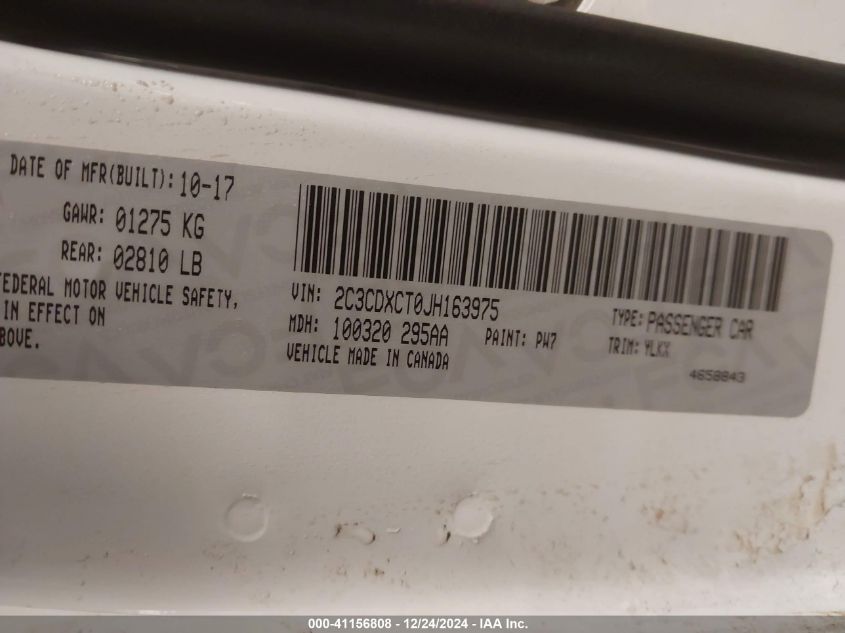 DATE OF MFR(BUILT): 10-17
GAWR: 01275 KG
REAR: 02810 LB
FEDERAL MOTOR VEHICLE SAFETY,
IN EFFECT ON
BOVE.
VIN: 2C3CDXCT0JH163975
MDH: 100320 295AA PAINT: PW7
VEHICLE MADE IN CANADA
TYPE: PASSENGER CAR
TRIM: YLKX
4658843
000-41156808 - 12/24/2024 - IAA Inc.